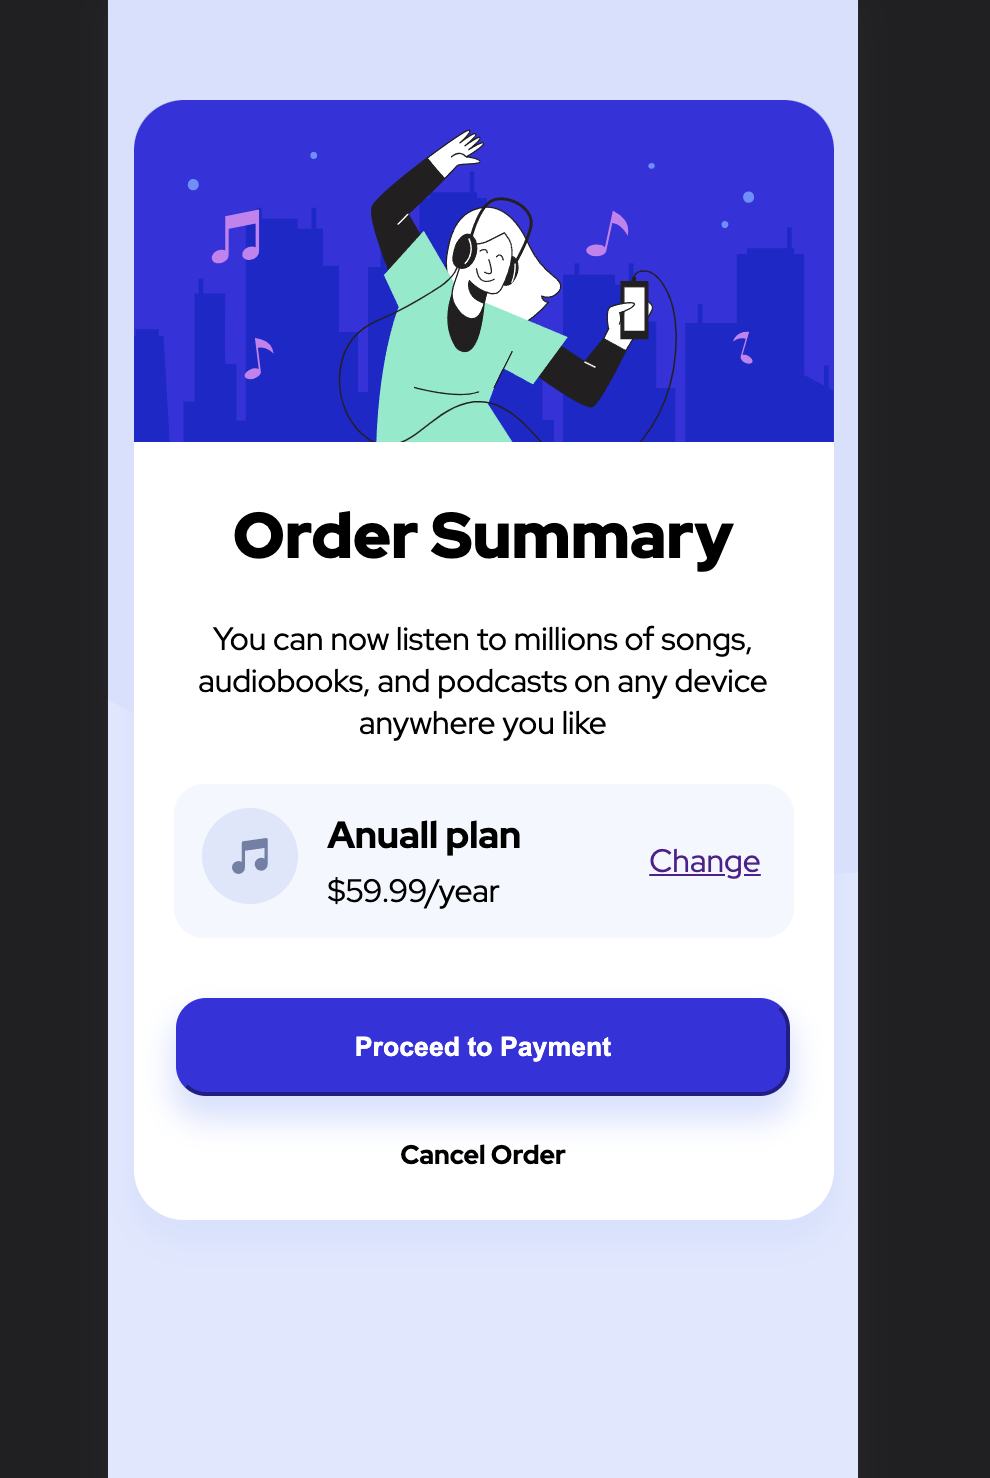 Order Summary
You can now listen to millions of songs,
audiobooks, and podcasts on any device
anywhere you like
Anuall plan
$59.99/year
Change
Proceed to Payment
Cancel Order